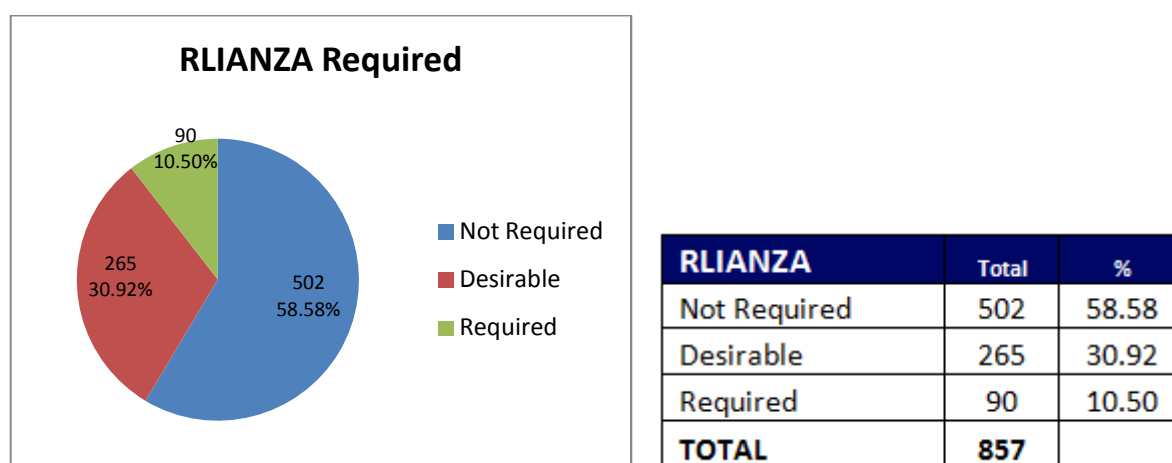 RLIANZA Required
90
10.50%
265
30.92%
502
58.58%
Not Required
Desirable
Required
RLIANZA Total %
Not Required 502 58.58
Desirable 265 30.92
Required 90 10.50
TOTAL 857